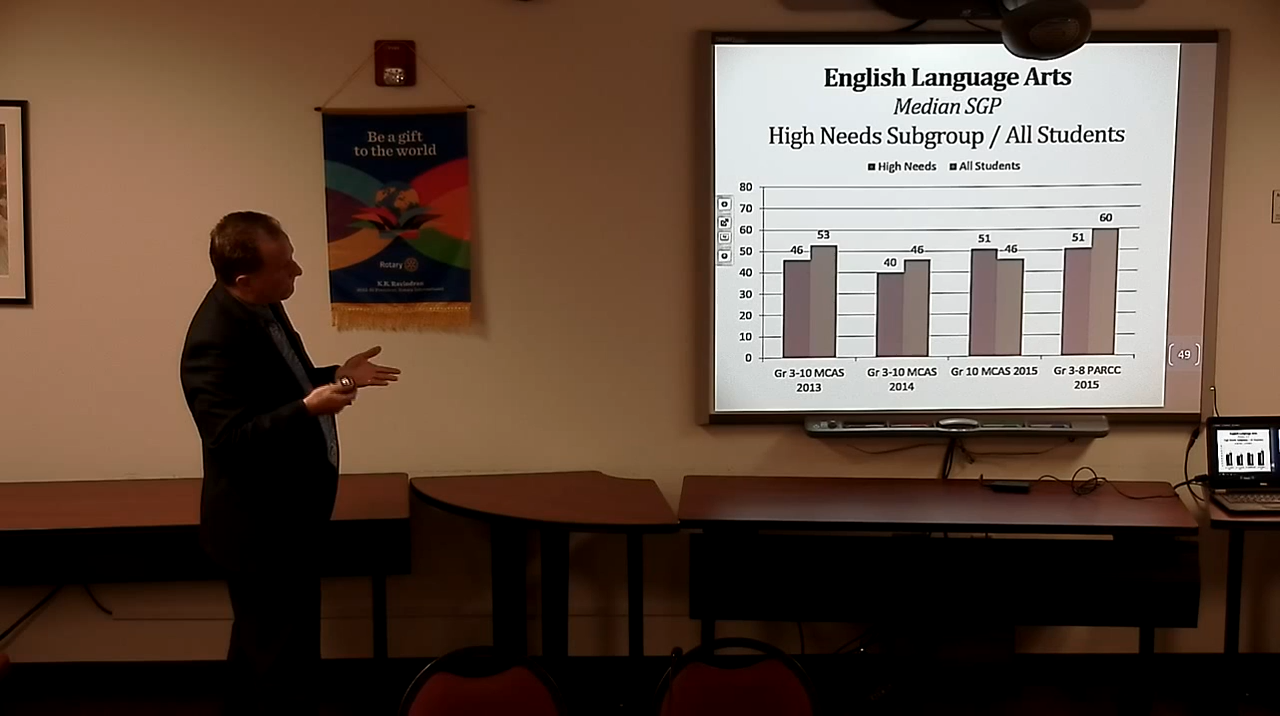 Be a gift
to the world
Rotary
English Language Arts
Median SGP
High Needs Subgroup / All Students
High Needs All Students
80
70
60
50
40
30
20
10
0
46 53
40 46
51 46
51 60
Gr 3-10 MCAS
2013
Gr 3-10 MCAS
2014
Gr 10 MCAS 2015
Gr 3-8 PARCC
2015
49